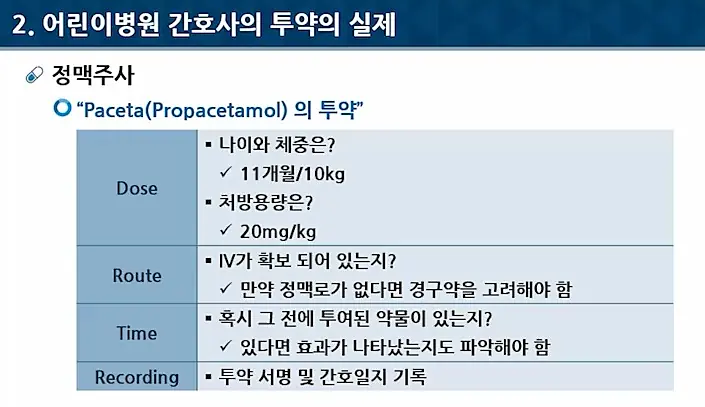 2. 어린이병원 간호사의 투약의 실제
정맥주사
“Paceta(Propacetamol) 의 투약”
Dose
▪ 나이와 체중은?
✓ 11개월/10kg
▪ 처방용량은?
✓ 20mg/kg
Route
▪ IV가 확보 되어 있는지?
✓ 만약 정맥로가 없다면 경구약을 고려해야 함
Time
▪ 혹시 그 전에 투여된 약물이 있는지?
✓ 있다면 효과가 나타났는지도 파악해야 함
Recording
▪ 투약 서명 및 간호일지 기록